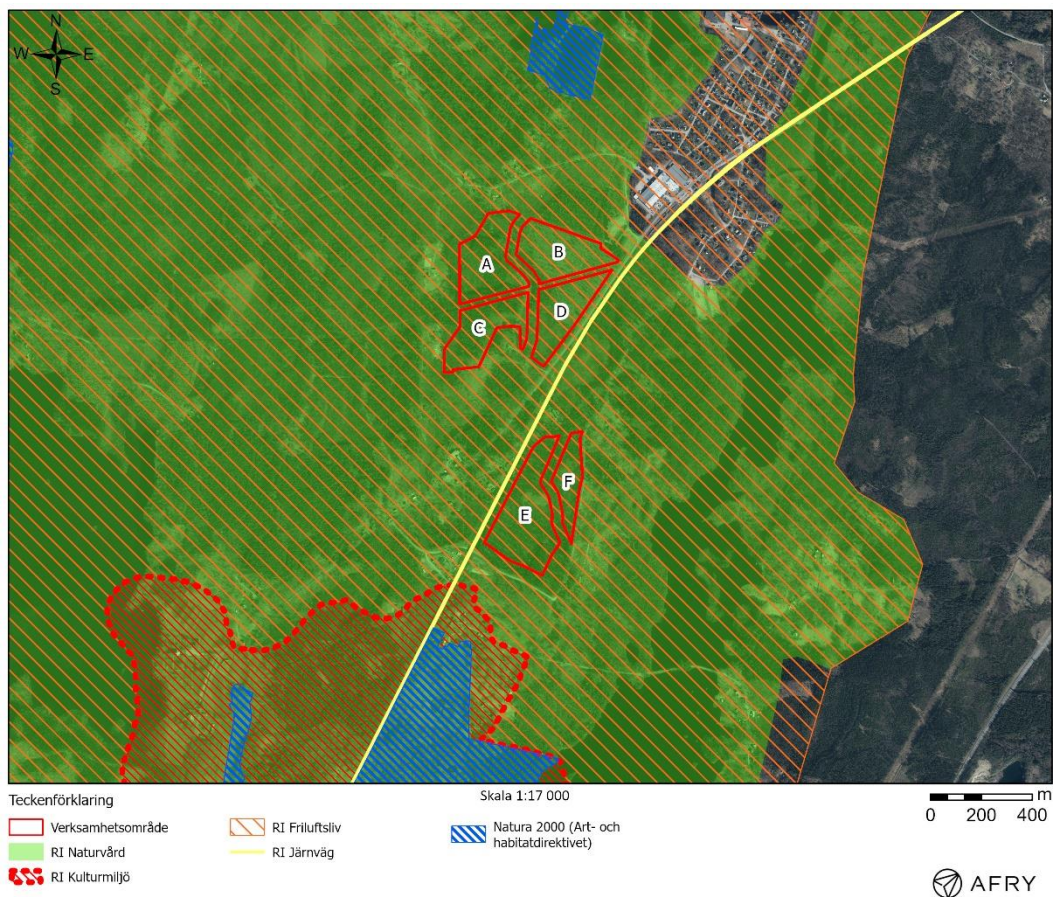 N
W E
S
A
B
C
D
E
F
Teckenförklaring
Skala 1:17 000
m
0 200 400
Verksamhetsområde
RI Naturvård
RI Kulturmiljö
RI Friluftsliv
RI Järnväg
Natura 2000 (Art- och
habitatdirektivet)
AFRY